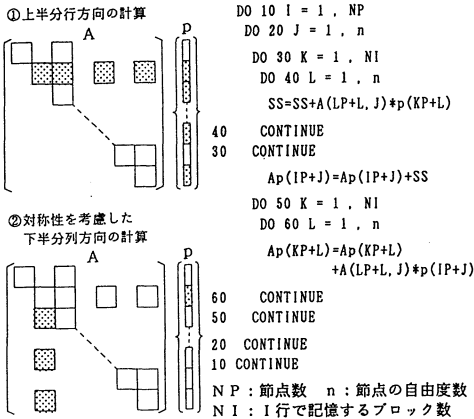 ①上半分行方向の計算
A
p
②対称性を考慮した
下半分列方向の計算
A
p
DO 10 I = 1 , NP
DO 20 J = 1 , n
DO 30 K = 1 , NI
DO 40 L = 1 , n
SS=SS+A(LP+L,J)*p(KP+L)
40 CONTINUE
30 CONTINUE
Ap(IP+J)=Ap(IP+J)+SS
DO 50 K = 1 , NI
DO 60 L = 1 , n
Ap(KP+L)=Ap(KP+L)
+A(LP+L,J)*p(IP+J)
60 CONTINUE
50 CONTINUE
20 CONTINUE
10 CONTINUE
NP：節点数 n：節点の自由度数
NI：I行で記憶するブロック数